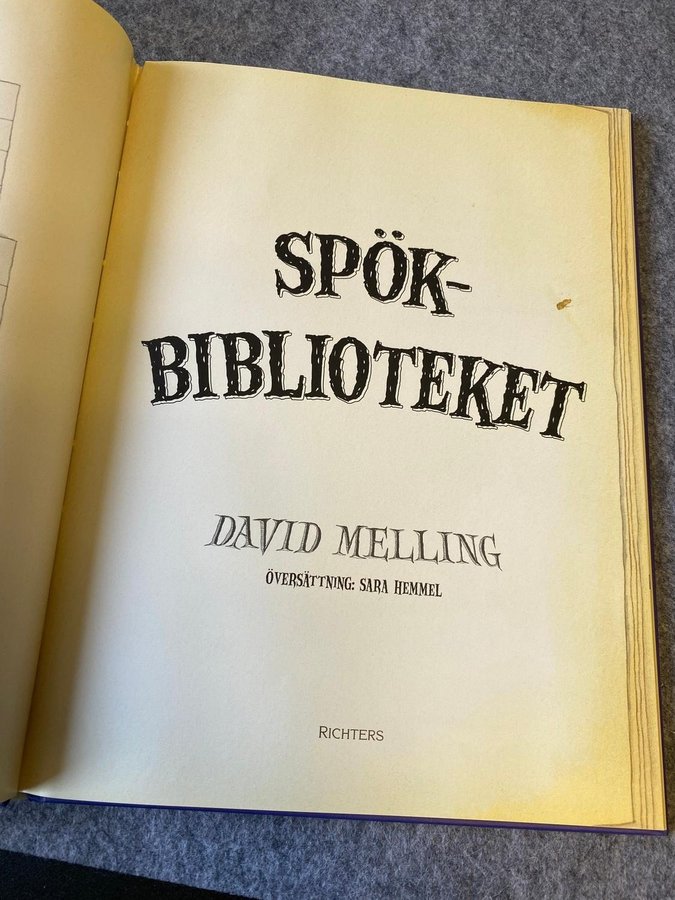 SPÖK-
BIBLIOTEKET
DAVID MELLING
ÖVERSÄTTNING: SARA HEMMEL
RICHTERS